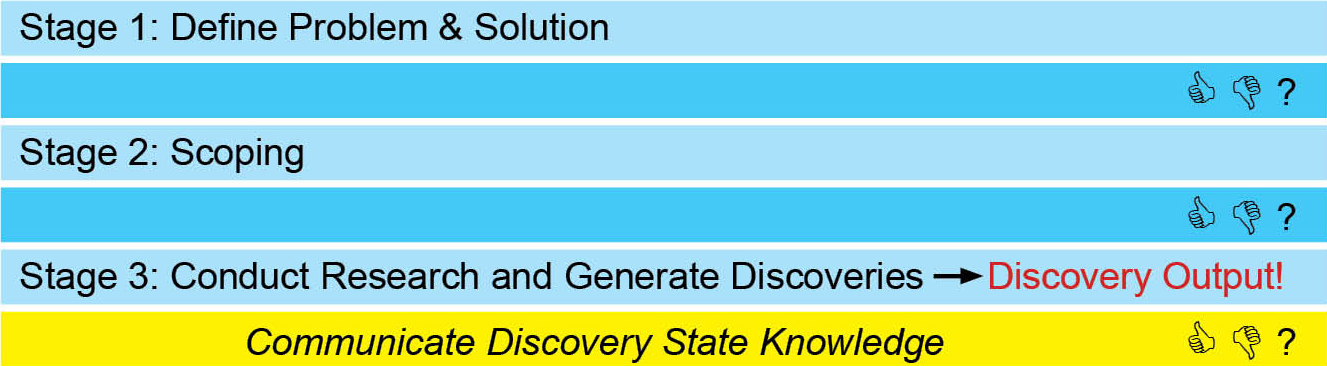 Stage 1: Define Problem & Solution
👍 👎 ?
Stage 2: Scoping
👍 👎 ?
Stage 3: Conduct Research and Generate Discoveries → Discovery Output!
Communicate Discovery State Knowledge 👍 👎 ?